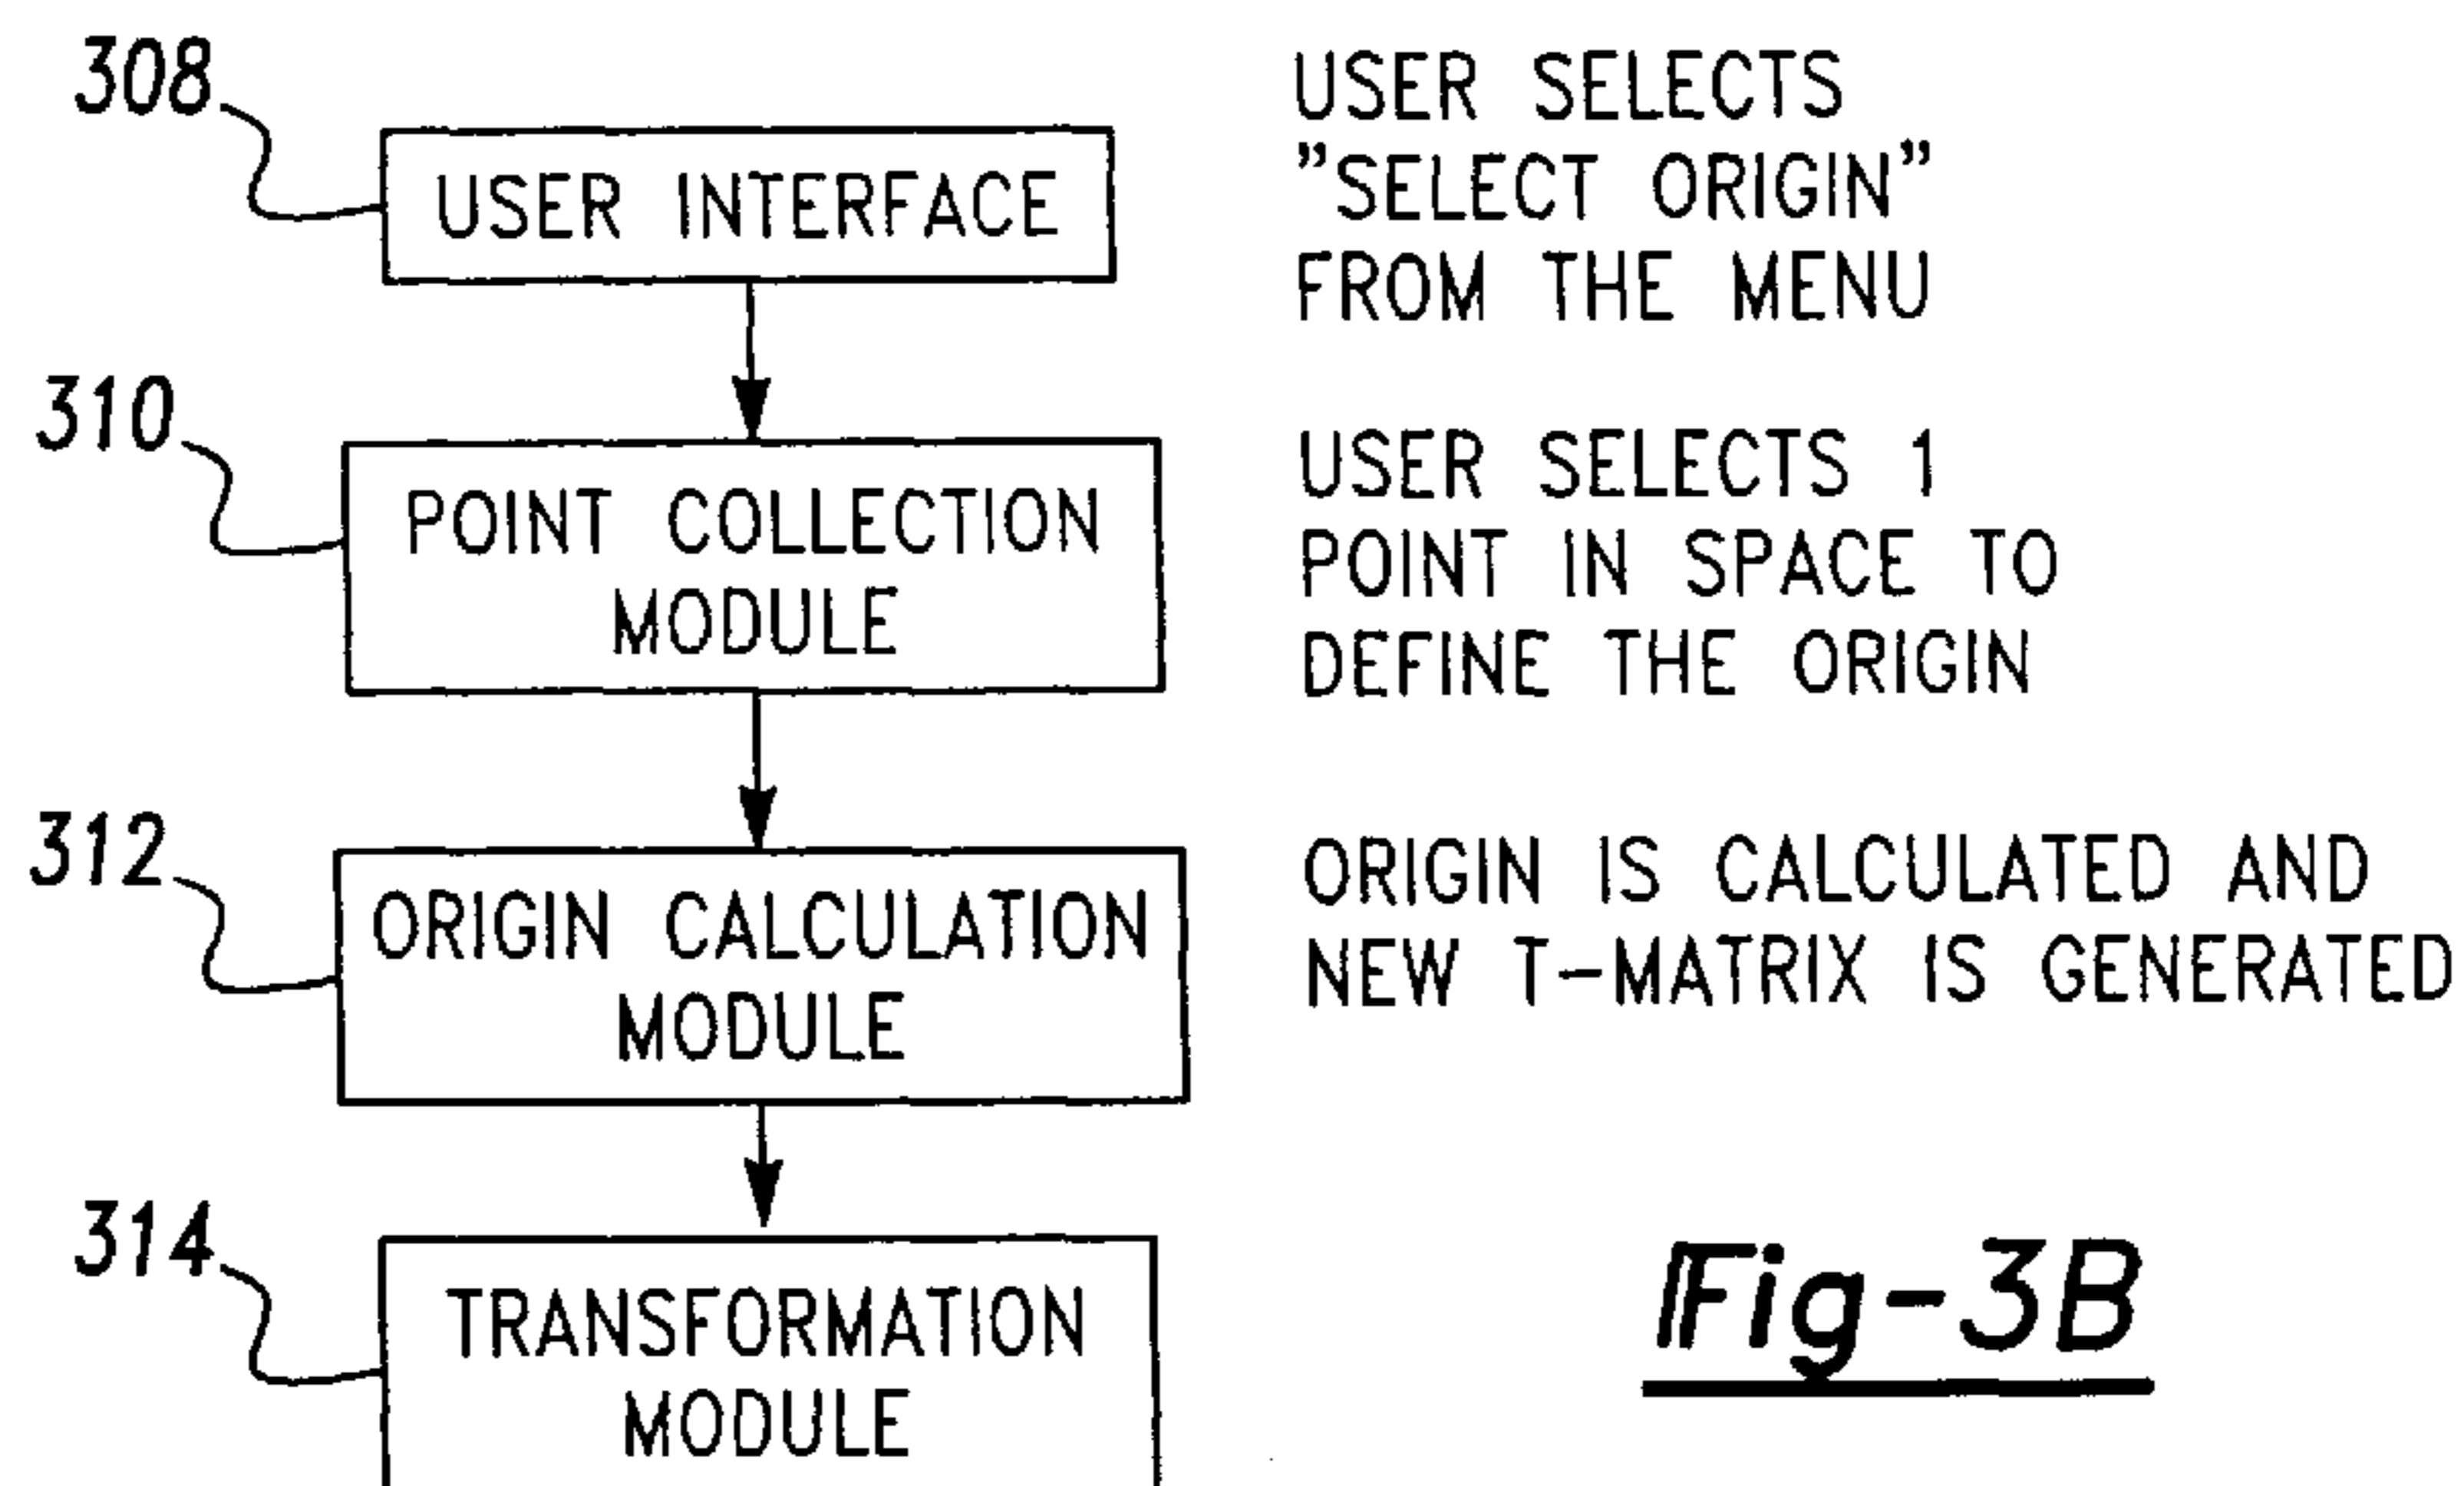 308
USER INTERFACE
USER SELECTS
”SELECT ORIGIN”
FROM THE MENU
310
POINT COLLECTION
MODULE
USER SELECTS 1
POINT IN SPACE TO
DEFINE THE ORIGIN
312
ORIGIN CALCULATION
MODULE
ORIGIN IS CALCULATED AND
NEW T-MATRIX IS GENERATED
314
TRANSFORMATION
MODULE
Fig-3B